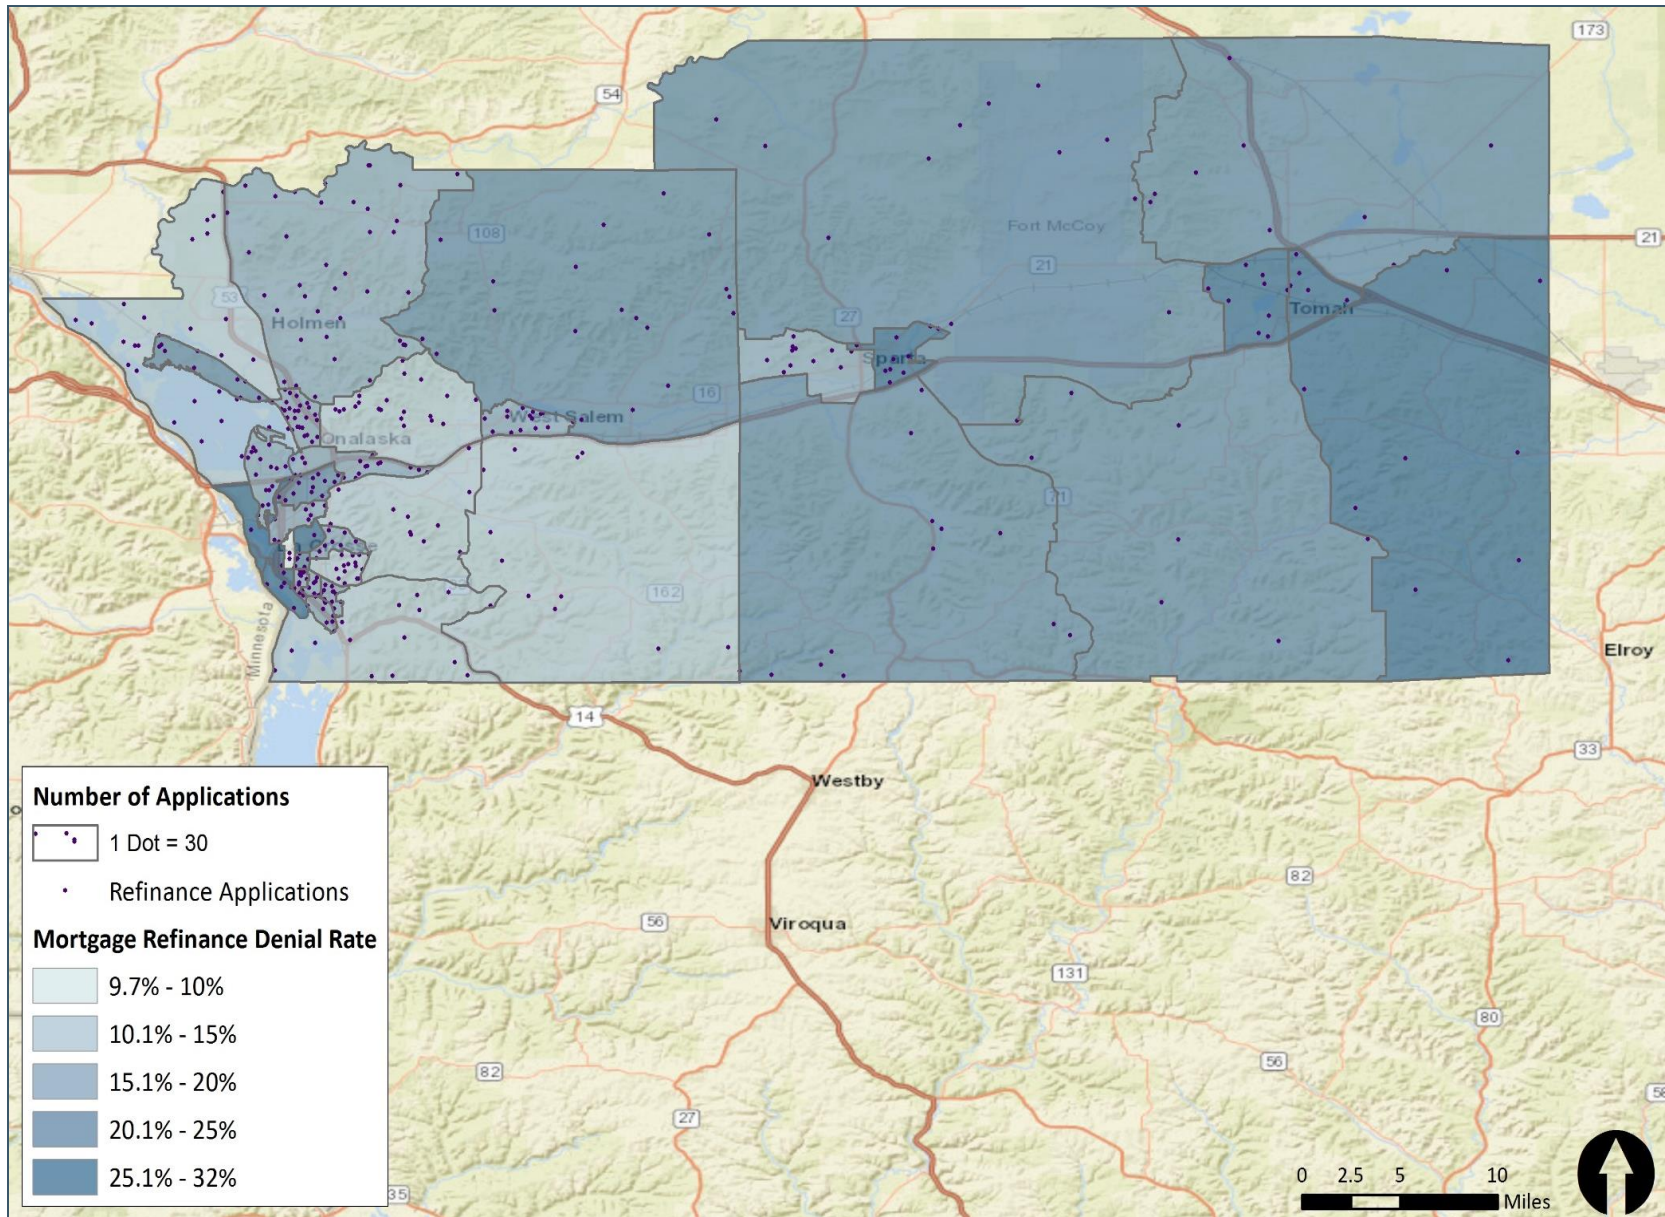 173
54
108
Fort McCoy
21
21
53
Holmen
Tomah
27
Sparta
16
West Salem
Onalaska
71
La Crosse
162
Minnesota
Elroy
14
33
Westby
82
56
Viroqua
131
80
56
82
27
35
Number of Applications
1 Dot = 30
Refinance Applications
Mortgage Refinance Denial Rate
9.7% - 10%
10.1% - 15%
15.1% - 20%
20.1% - 25%
25.1% - 32%
0 2.5 5 10
Miles